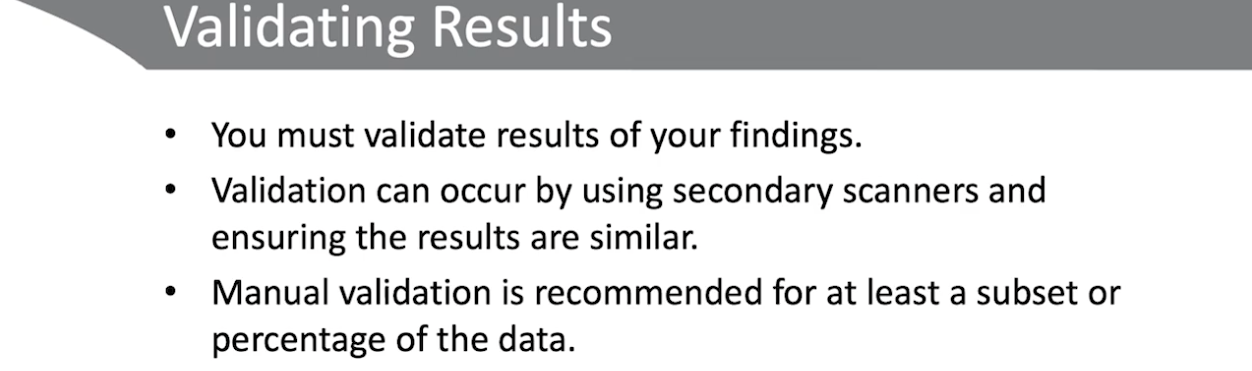 Validating Results
• You must validate results of your findings.
• Validation can occur by using secondary scanners and
ensuring the results are similar.
• Manual validation is recommended for at least a subset or
percentage of the data.